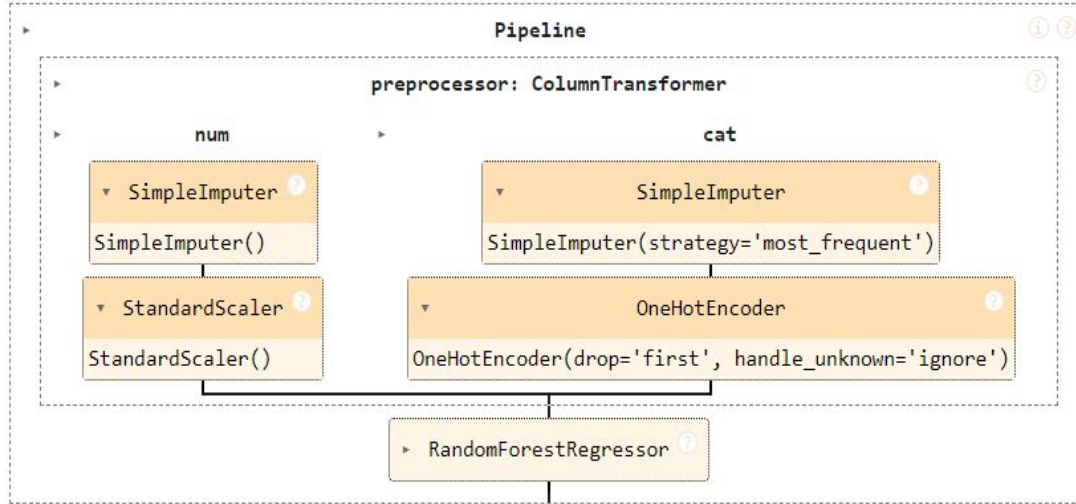 Pipeline
preprocessor: ColumnTransformer
num
cat
SimpleImputer
SimpleImputer()
StandardScaler
StandardScaler()
SimpleImputer
SimpleImputer(strategy='most_frequent')
OneHotEncoder
OneHotEncoder(drop='first', handle_unknown='ignore')
RandomForestRegressor